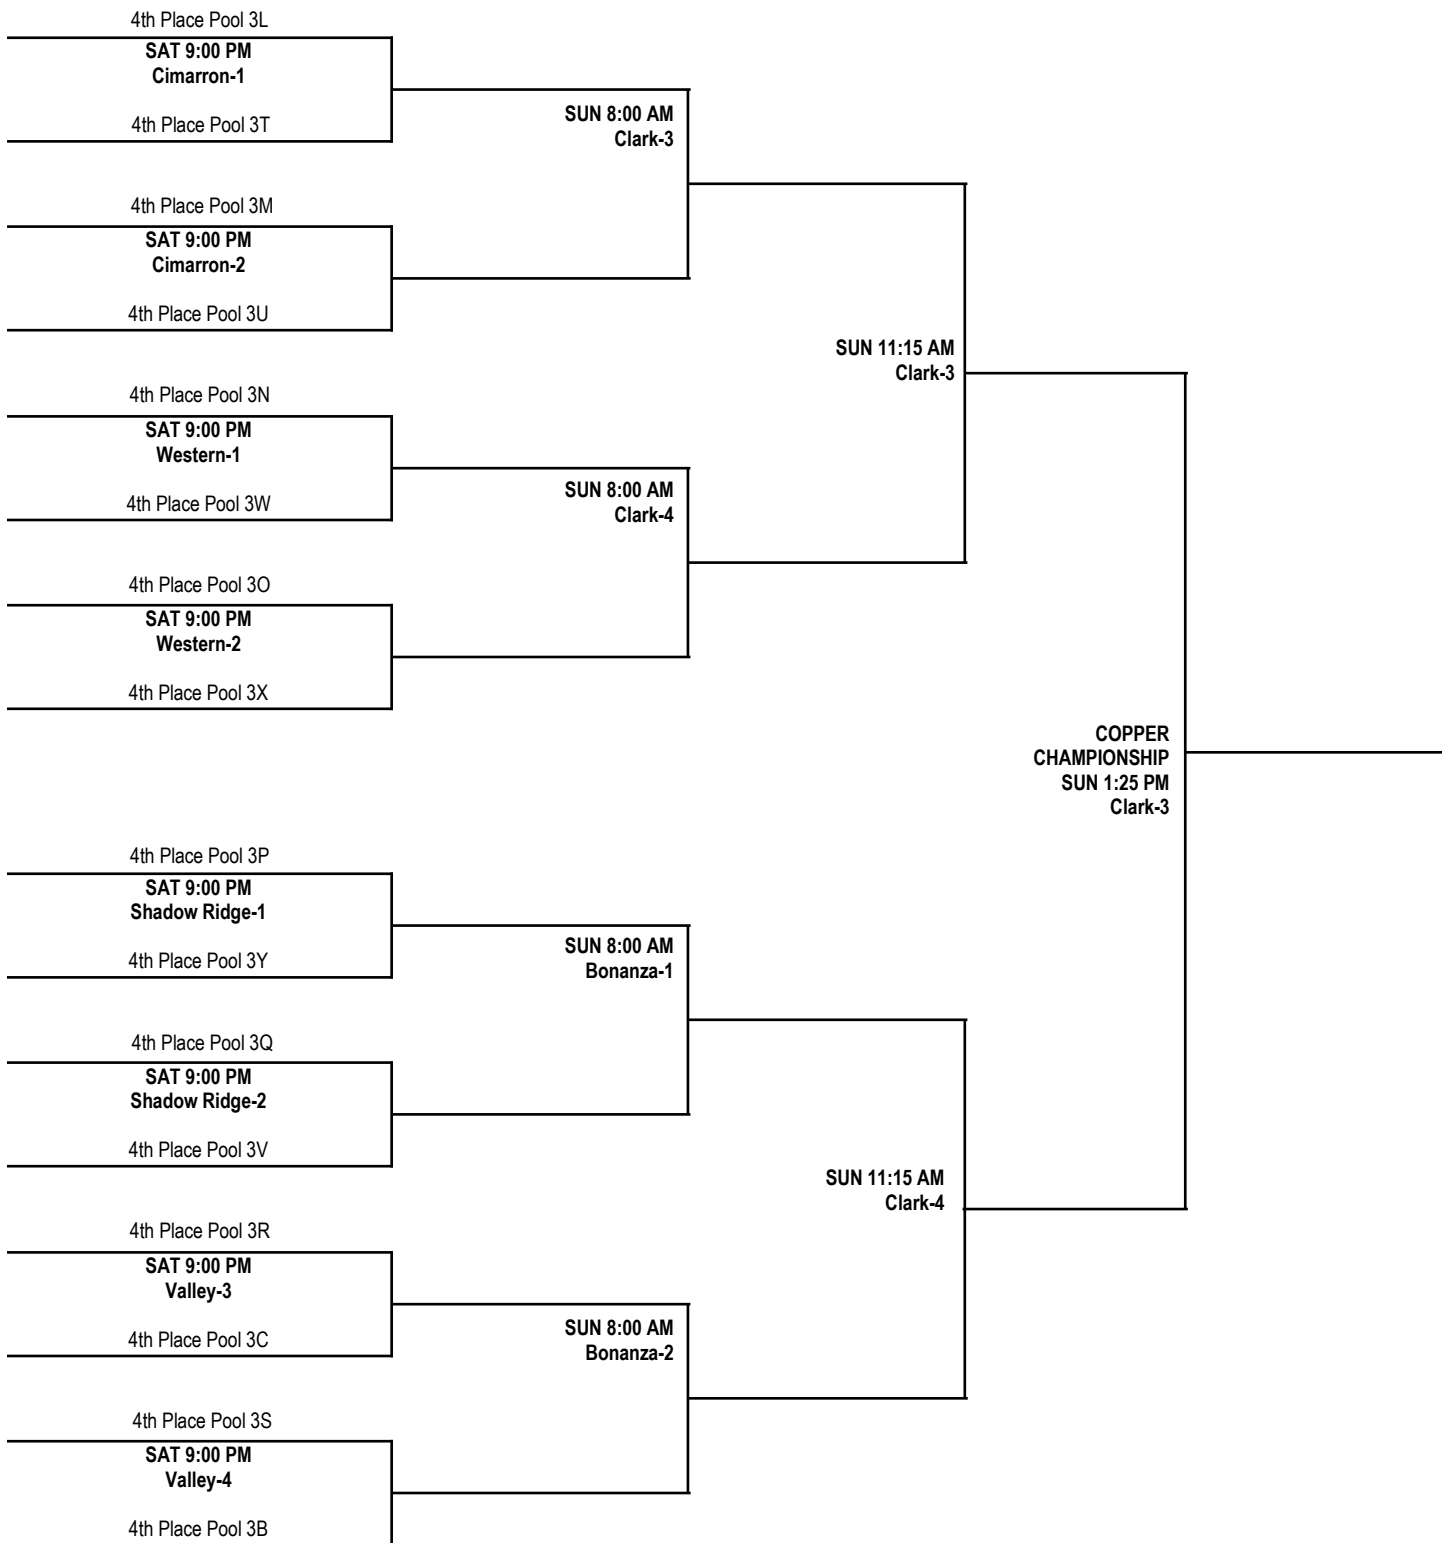 4th Place Pool 3L
SAT 9:00 PM
Cimarron-1
4th Place Pool 3T
SUN 8:00 AM
Clark-3
4th Place Pool 3M
SAT 9:00 PM
Cimarron-2
4th Place Pool 3U
SUN 11:15 AM
Clark-3
4th Place Pool 3N
SAT 9:00 PM
Western-1
4th Place Pool 3W
SUN 8:00 AM
Clark-4
4th Place Pool 3O
SAT 9:00 PM
Western-2
4th Place Pool 3X
COPPER
CHAMPIONSHIP
SUN 1:25 PM
Clark-3
4th Place Pool 3P
SAT 9:00 PM
Shadow Ridge-1
4th Place Pool 3Y
SUN 8:00 AM
Bonanza-1
4th Place Pool 3Q
SAT 9:00 PM
Shadow Ridge-2
4th Place Pool 3V
SUN 11:15 AM
Clark-4
4th Place Pool 3R
SAT 9:00 PM
Valley-3
4th Place Pool 3C
SUN 8:00 AM
Bonanza-2
4th Place Pool 3S
SAT 9:00 PM
Valley-4
4th Place Pool 3B